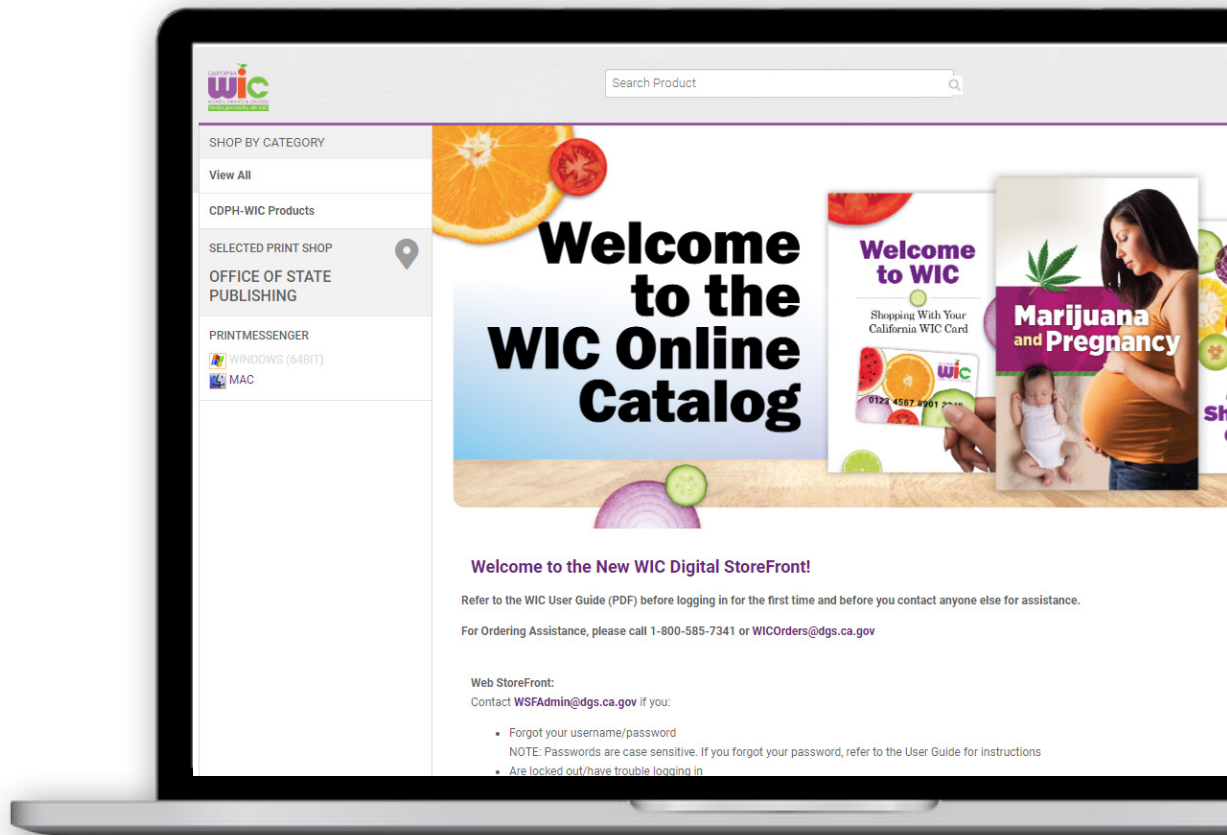 CALIFORNIA
wic
Search Product
SHOP BY CATEGORY
View All
CDPH-WIC Products
SELECTED PRINT SHOP
OFFICE OF STATE
PUBLISHING
PRINTMESSENGER
WINDOWS (64BIT)
MAC
Welcome
to the
WIC Online
Catalog
Welcome
to WIC
Shopping With Your
California WIC Card
wic
0123 4567 8901
Marijuana
and Pregnancy
Sh
Welcome to the New WIC Digital StoreFront!
Refer to the WIC User Guide (PDF) before logging in for the first time and before you contact anyone else for assistance.
For Ordering Assistance, please call 1-800-585-7341 or WICOrders@dgs.ca.gov
Web StoreFront:
Contact WSFAdmin@dgs.ca.gov if you:
• Forgot your username/password
NOTE: Passwords are case sensitive. If you forgot your password, refer to the User Guide for instructions
• Are locked out/have trouble logging in